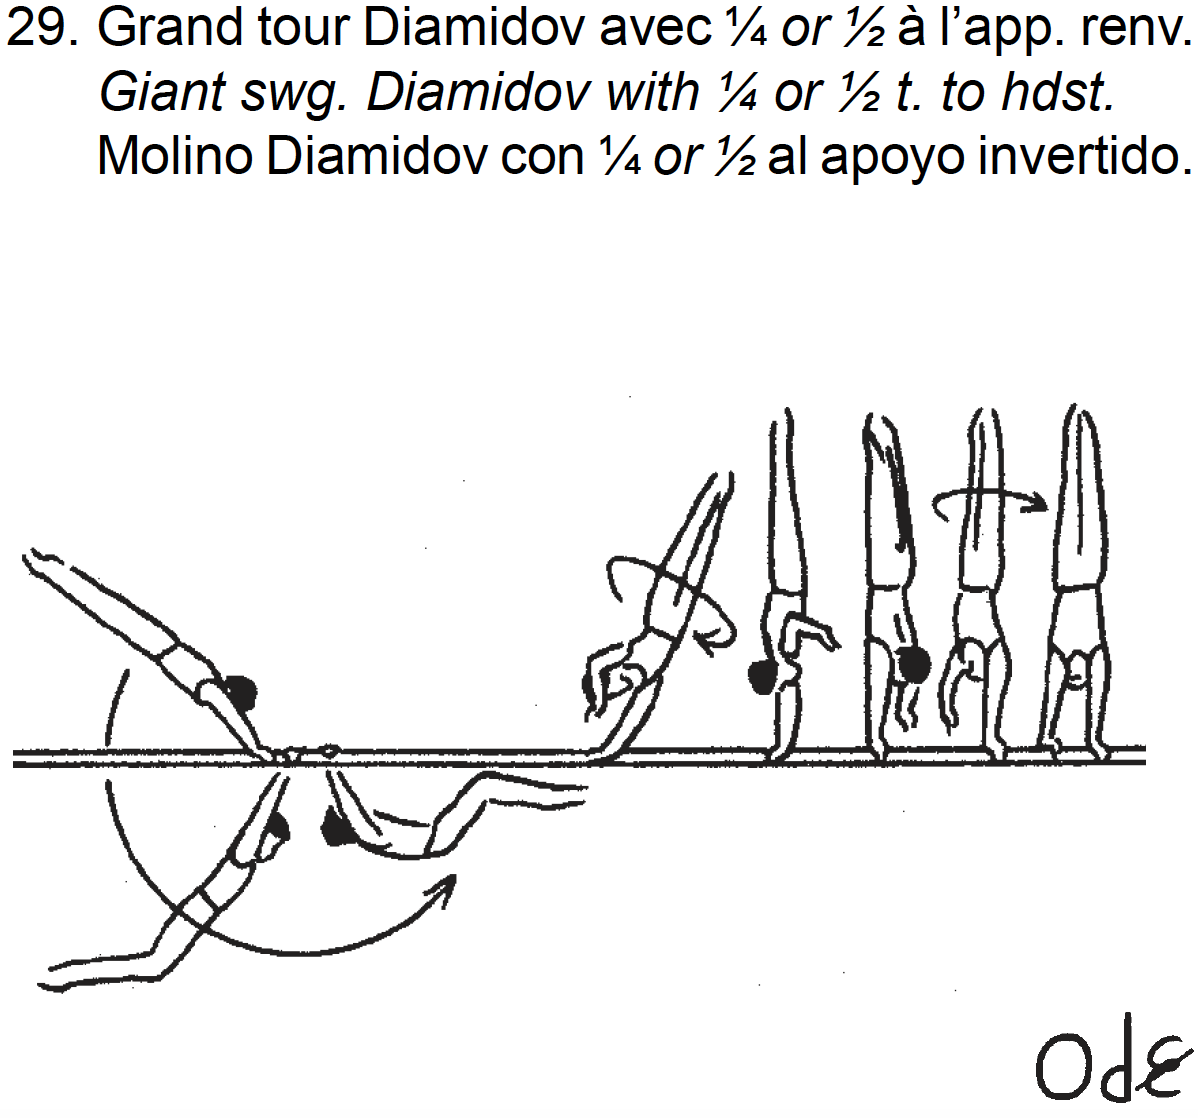 29. Grand tour Diamidov avec ¼ or ½ à l’app. renv.
Giant swg. Diamidov with ¼ or ½ t. to hdst.
Molino Diamidov con ¼ or ½ al apoyo invertido.